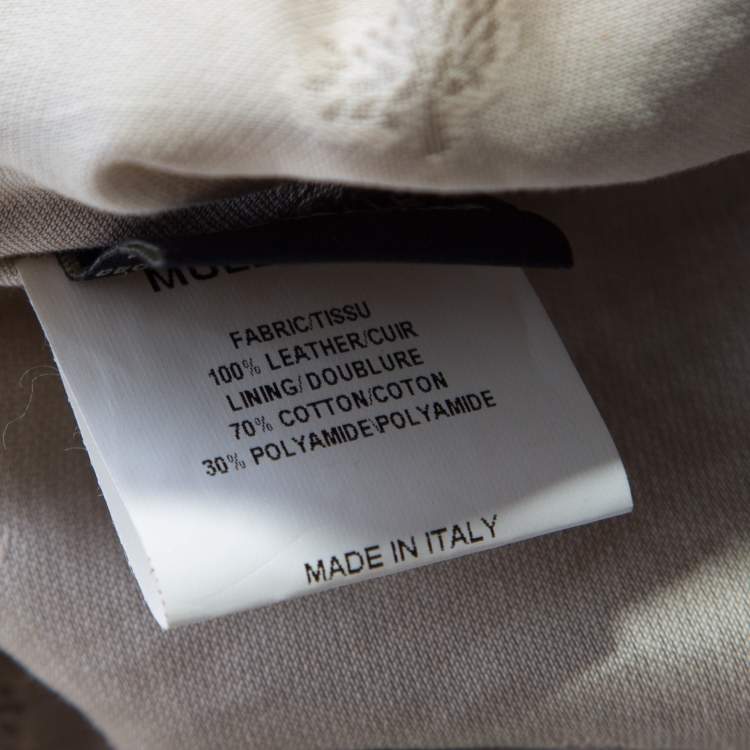 FABRIC/TISSU
100% LEATHER/CUIR
LINING/DOUBLURE
70% COTTON/COTON
30% POLYAMIDE\POLYAMIDE
MADE IN ITALY